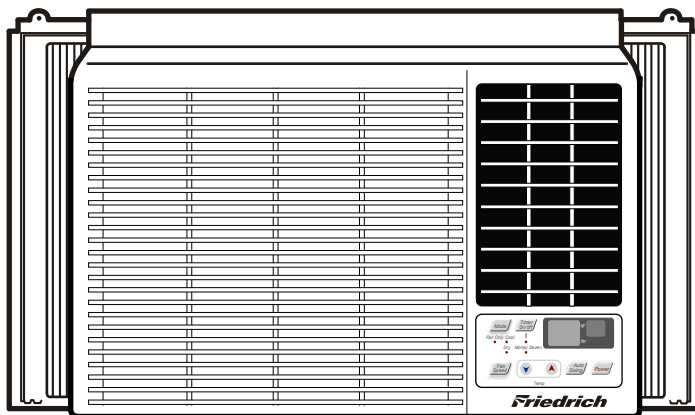 Mode
Timer
On/Off
Fan Only Cool
Dry Money Saver
Fan
Speed
Auto
Swing
Power
Temp
Friedrich